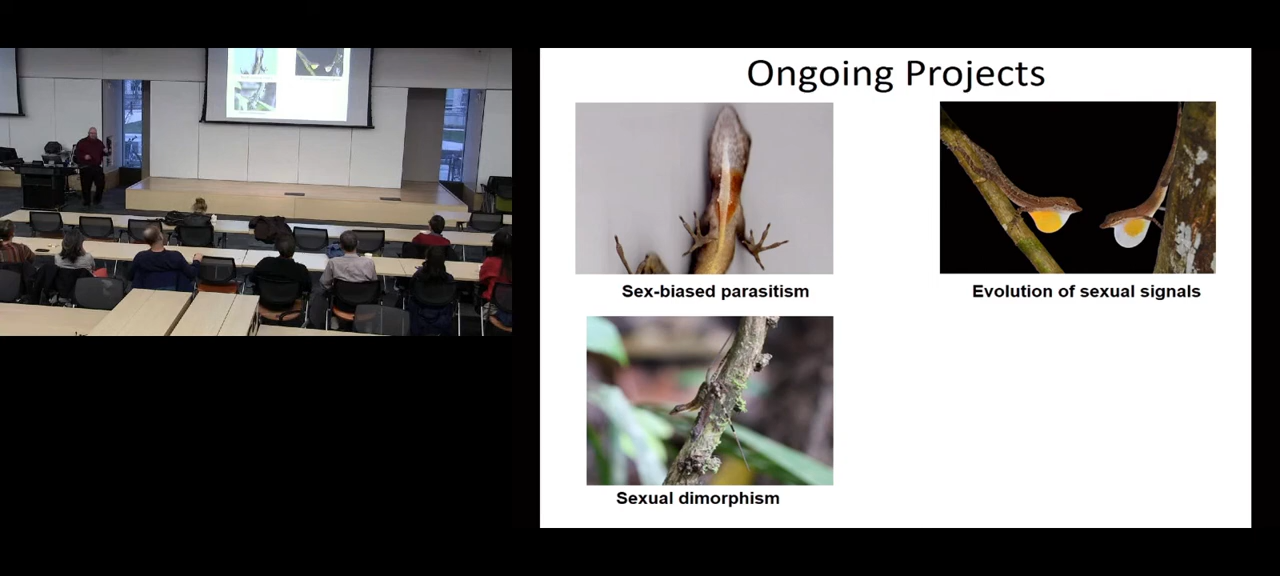 Ongoing Projects
Sex-biased parasitism
Evolution of sexual signals
Sexual dimorphism